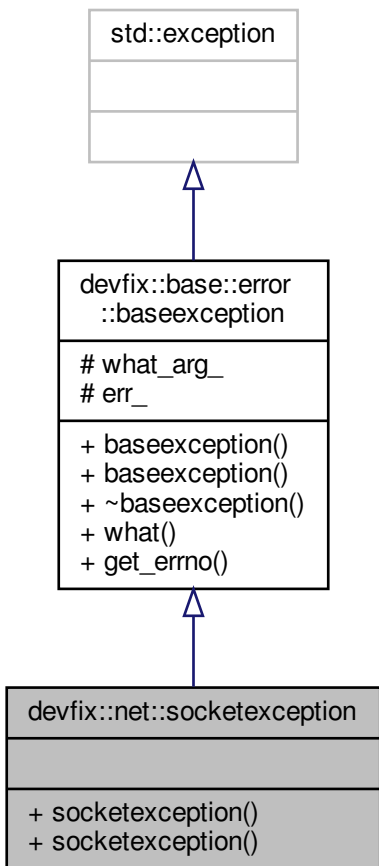 std::exception
devfix::base::error
::baseexception
# what_arg_
# err_
+ baseexception()
+ baseexception()
+ ~baseexception()
+ what()
+ get_errno()
devfix::net::socketexception
+ socketexception()
+ socketexception()